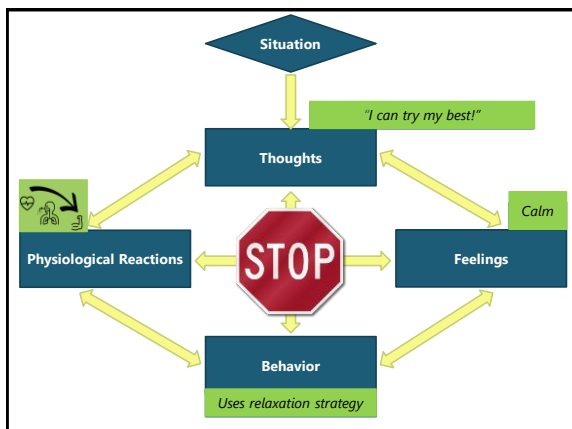 Situation
"I can try my best!"
Thoughts
Calm
Physiological Reactions
STOP
Feelings
Behavior
Uses relaxation strategy